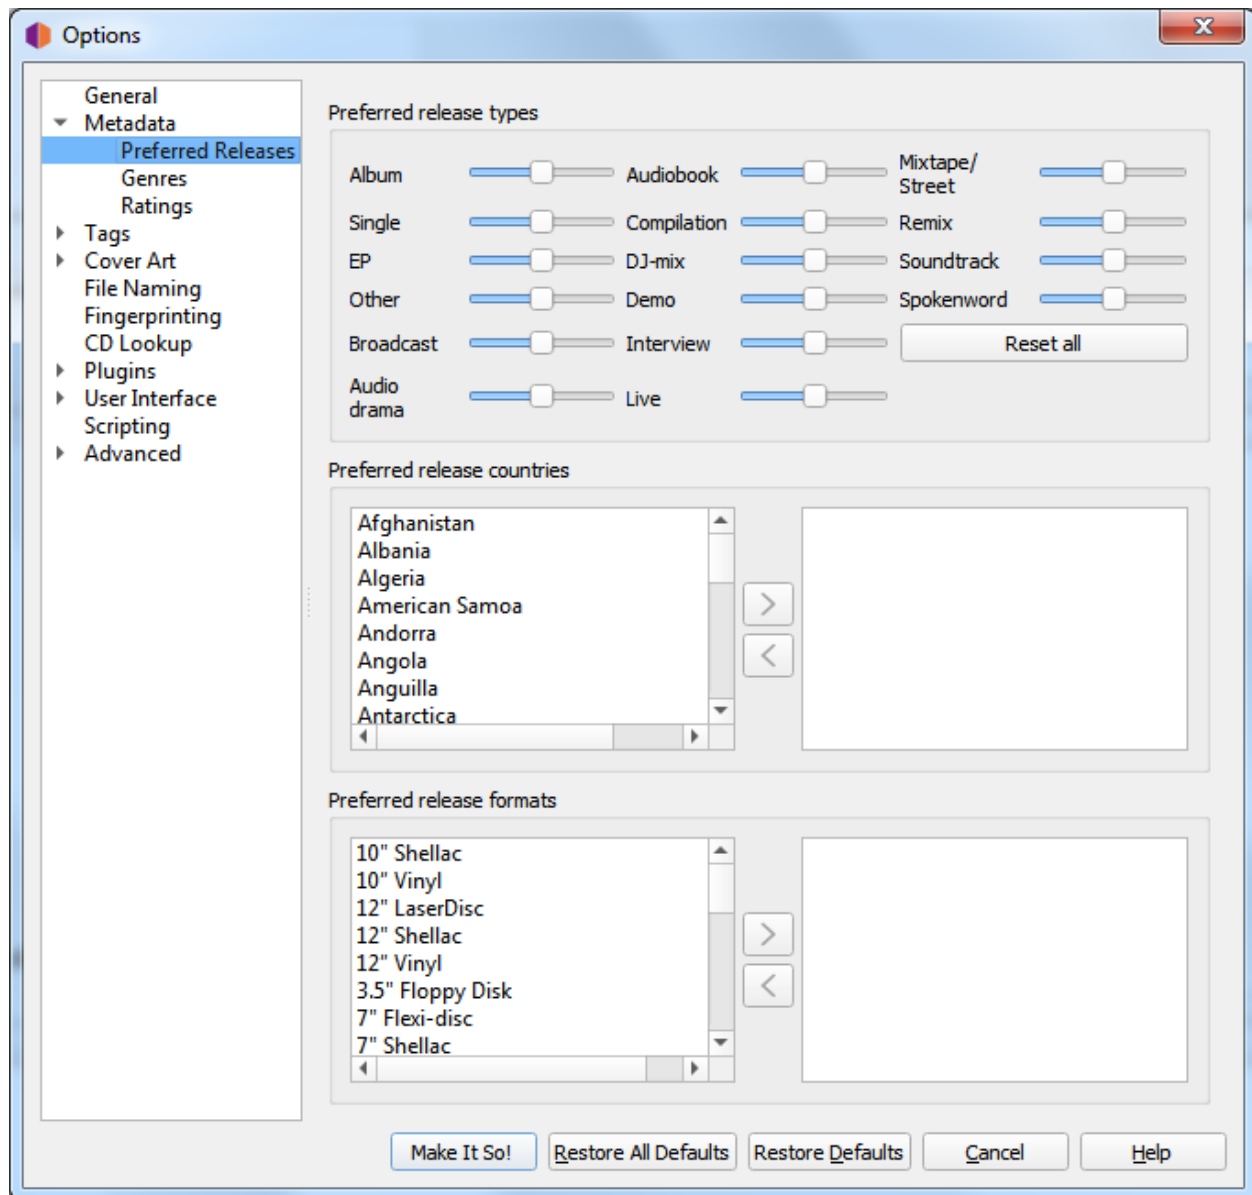 Options
General
Metadata
Preferred Releases
Genres
Ratings
Tags
Cover Art
File Naming
Fingerprinting
CD Lookup
Plugins
User Interface
Scripting
Advanced
Preferred release types
Album
Audiobook
Mixtape/
Street
Single
Compilation
Remix
EP
DJ-mix
Soundtrack
Other
Demo
Spokenword
Broadcast
Interview
Reset all
Audio
drama
Live
Preferred release countries
Afghanistan
Albania
Algeria
American Samoa
Andorra
Angola
Anguilla
Antarctica
Preferred release formats
10" Shellac
10" Vinyl
12" LaserDisc
12" Shellac
12" Vinyl
3.5" Floppy Disk
7" Flexi-disc
7" Shellac
Make It So!
Restore All Defaults
Restore Defaults
Cancel
Help